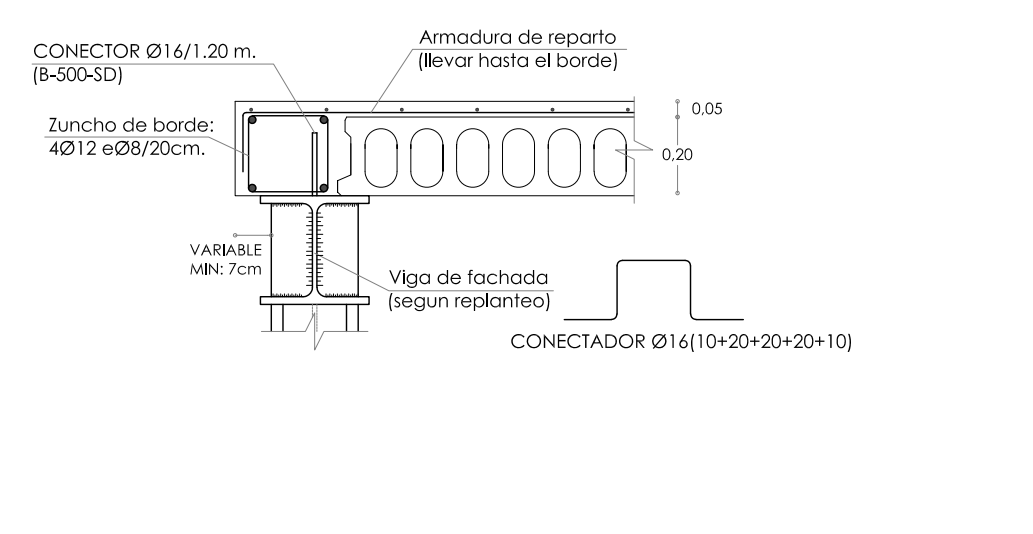 CONECTOR Ø16/1.20 m.
(B-500-SD)
Armadura de reparto
(llevar hasta el borde)
Zuncho de borde:
4Ø12 eØ8/20cm.
0,05
0,20
VARIABLE
MIN: 7cm
Viga de fachada
(segun replanteo)
CONECTADOR Ø16(10+20+20+20+10)